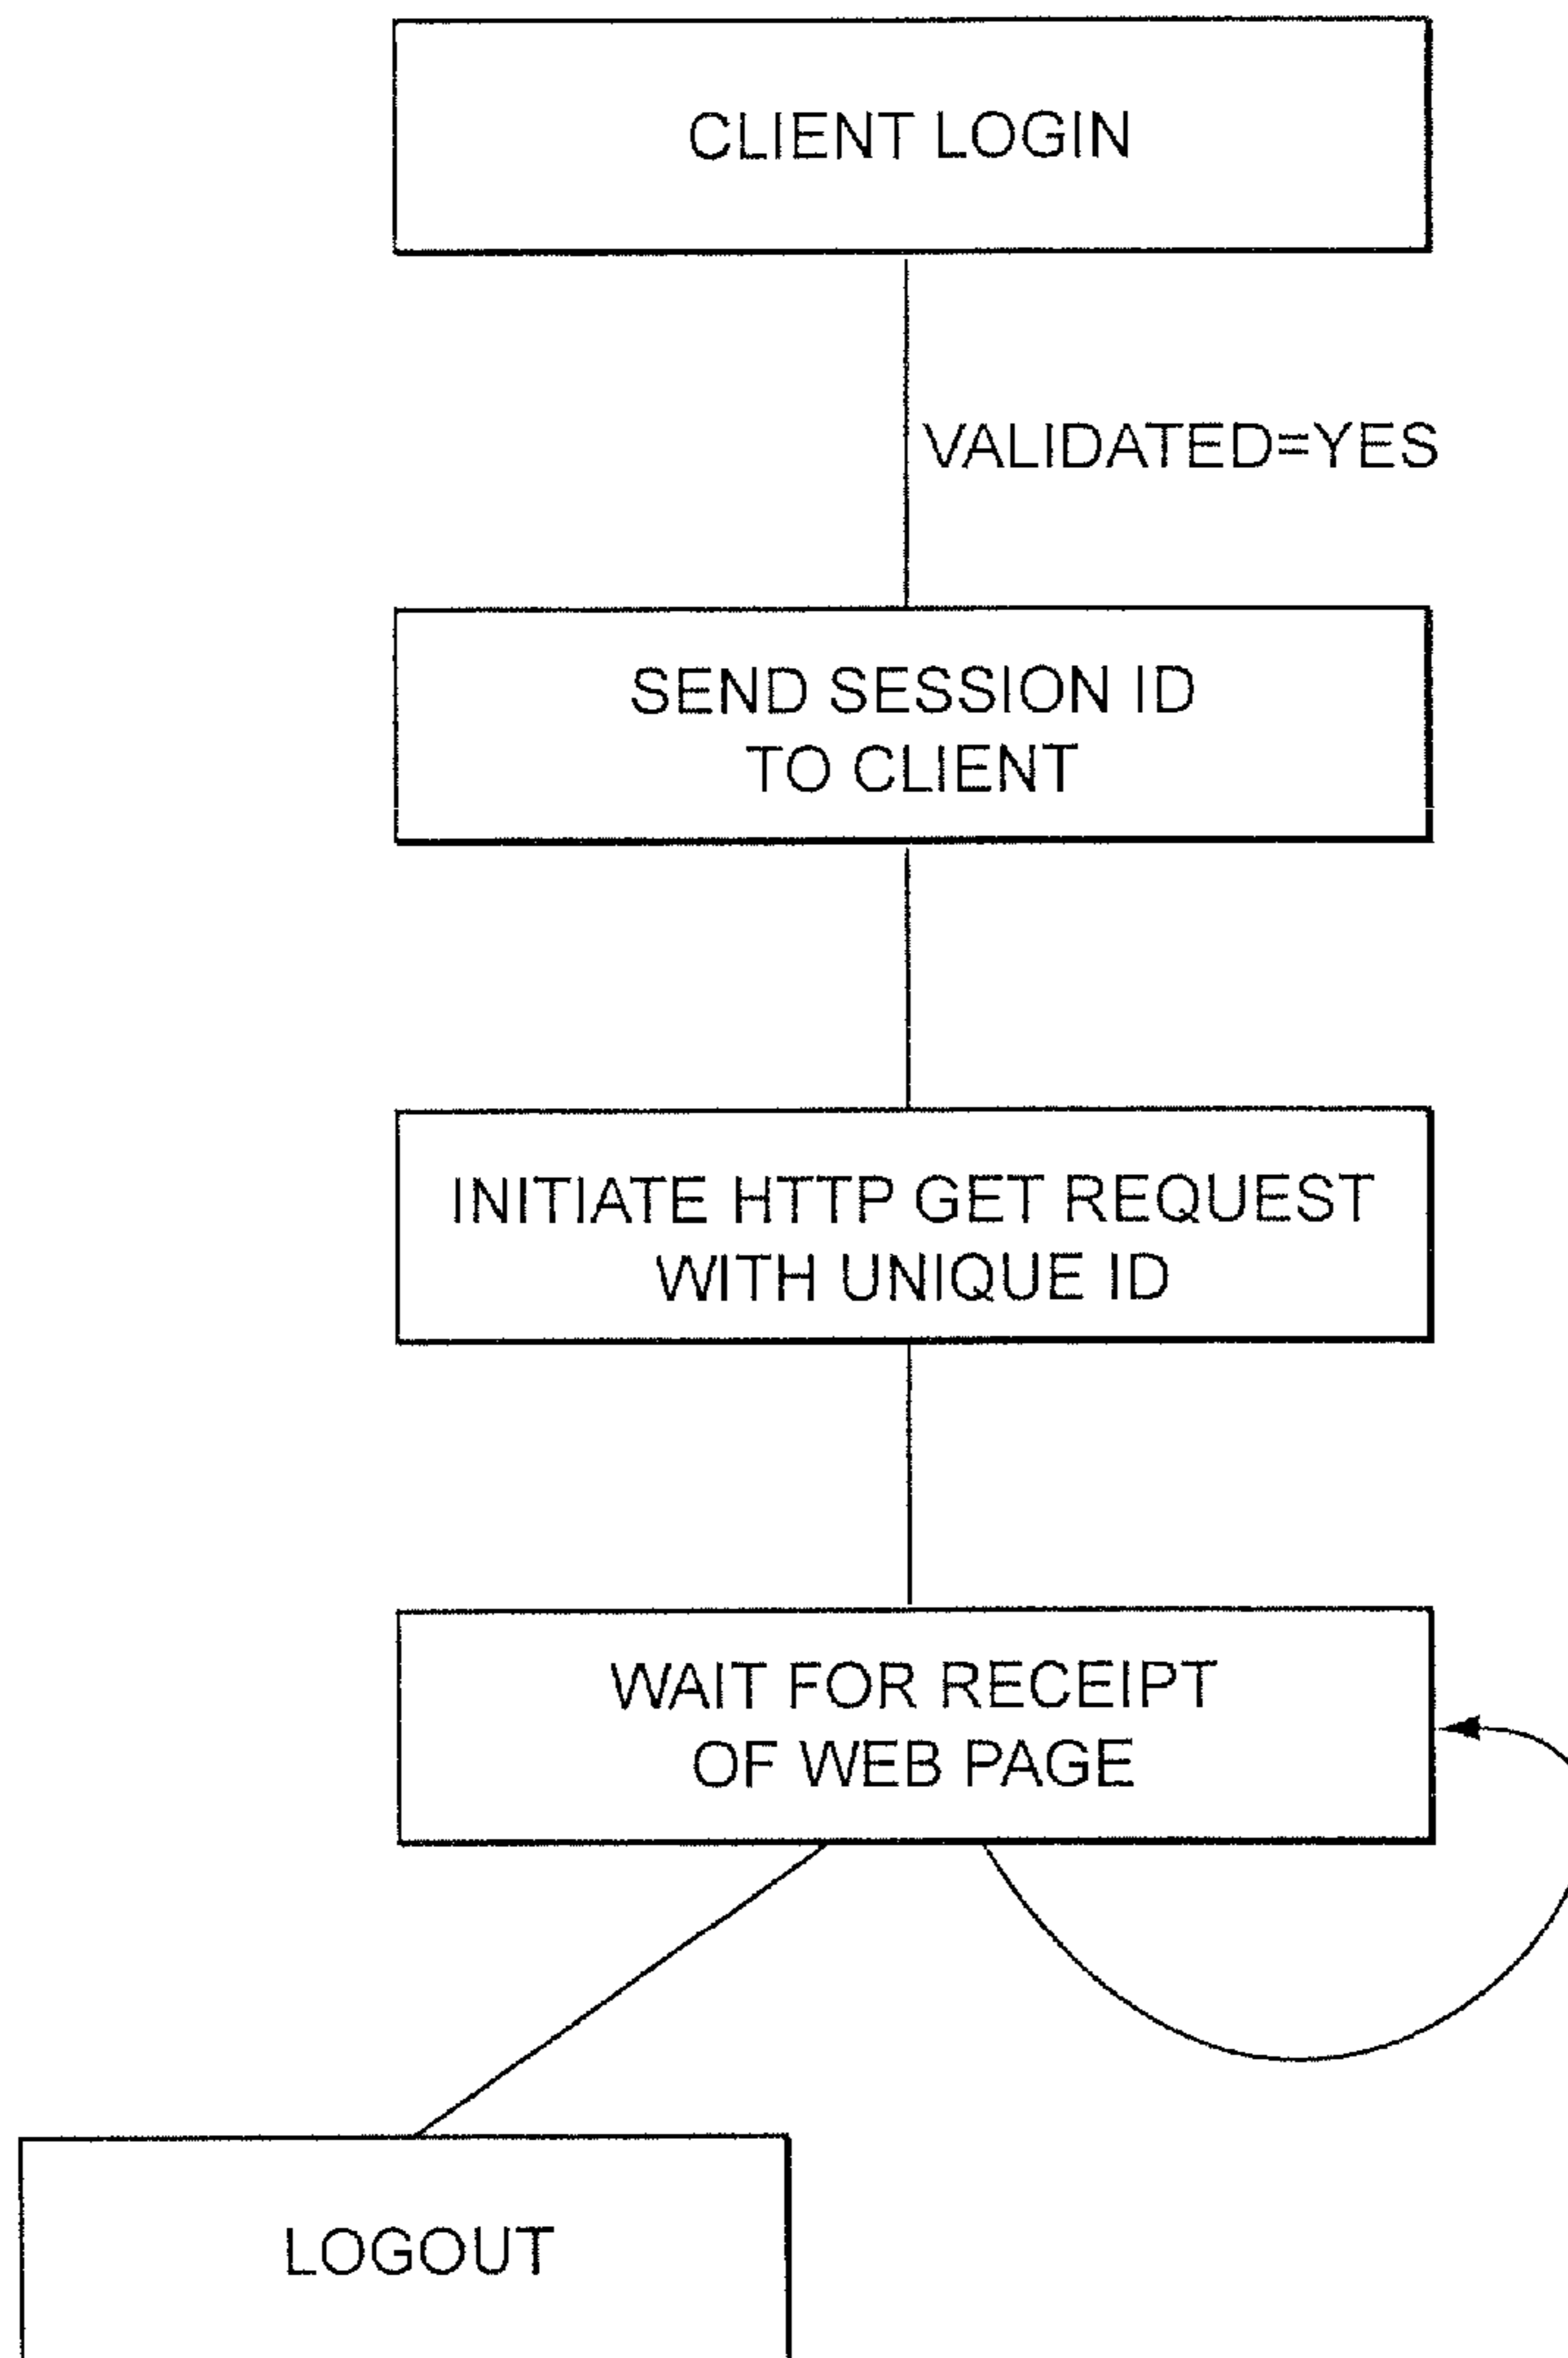 CLIENT LOGIN
VALIDATED=YES
SEND SESSION ID
TO CLIENT
INITIATE HTTP GET REQUEST
WITH UNIQUE ID
WAIT FOR RECEIPT
OF WEB PAGE
LOGOUT